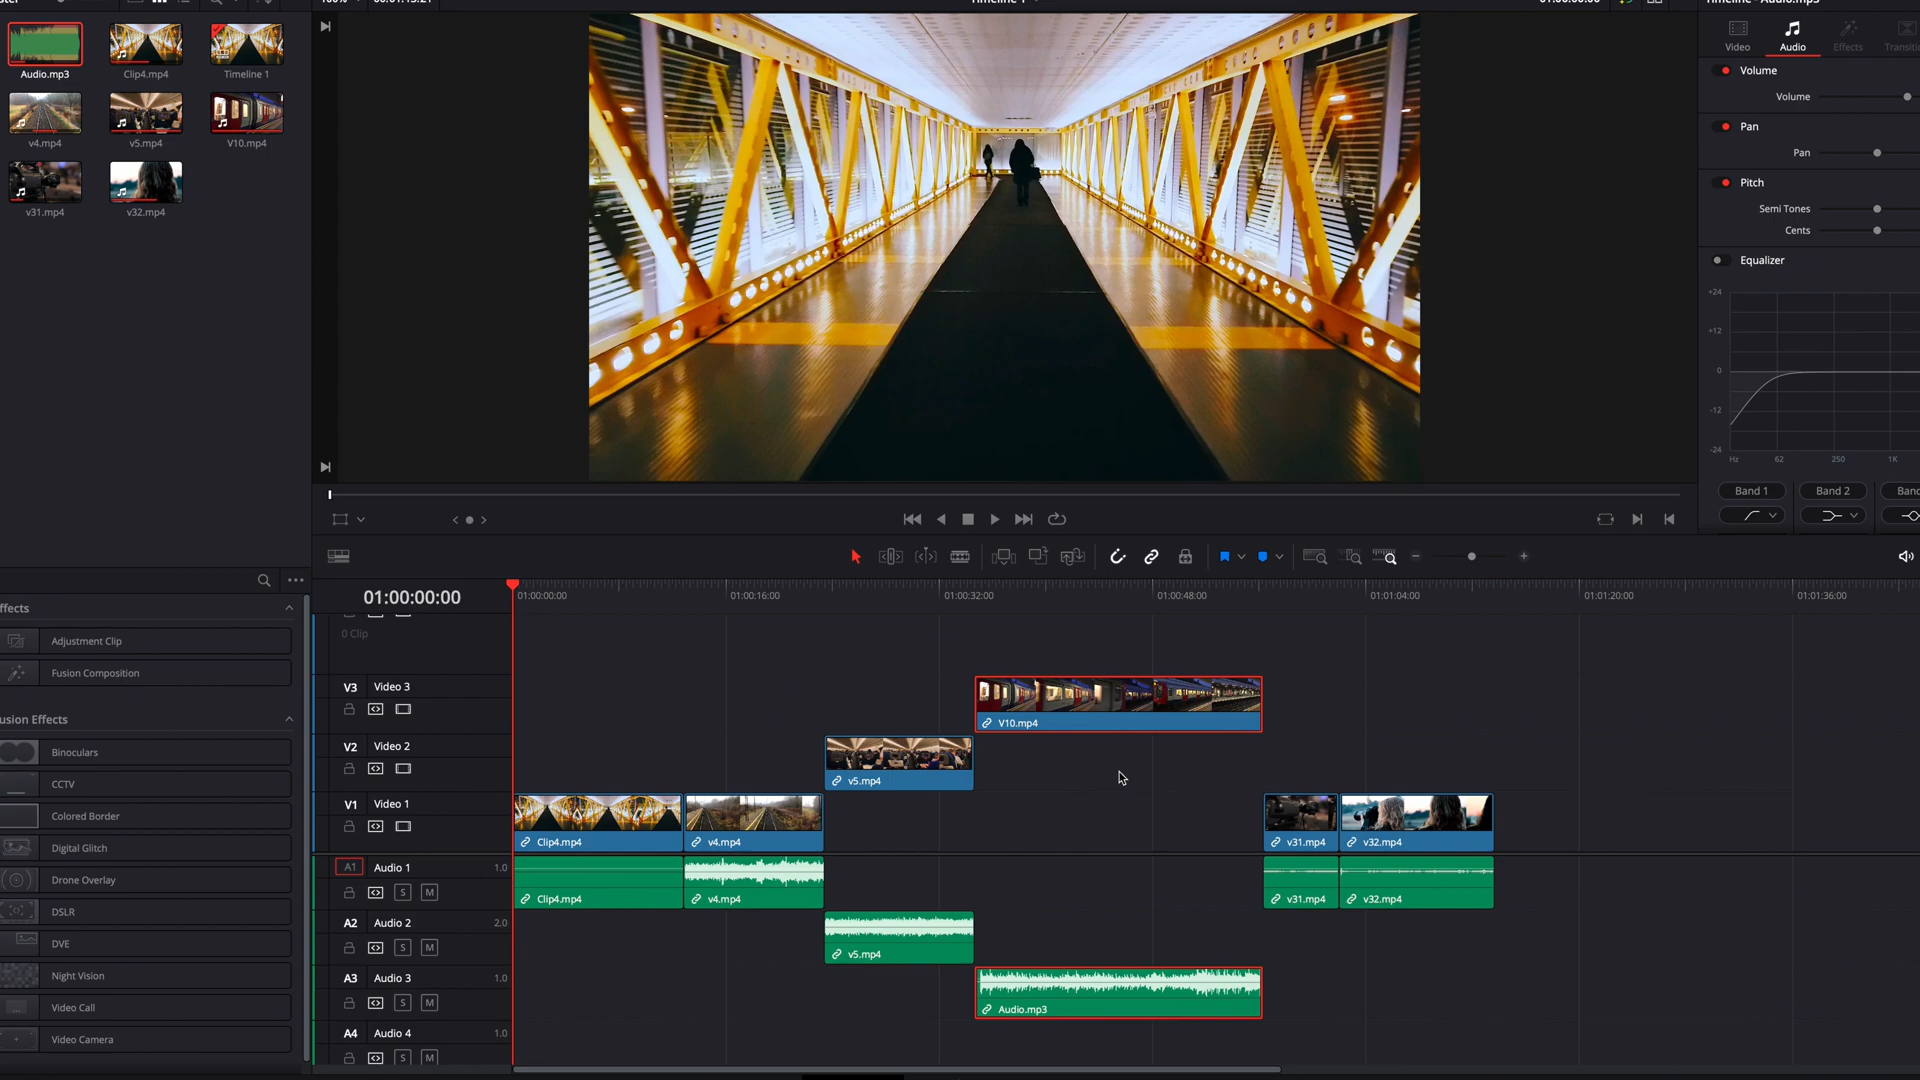 Audio.mp3
Clip4.mp4
Timeline 1
v4.mp4
v5.mp4
V10.mp4
v31.mp4
v32.mp4
Timeline - Audio.mp3
Video
Audio
Effects
Transiti
Volume
Volume
Pan
Pan
Pitch
Semi Tones
Cents
Equalizer
+24
+12
0
-12
-24
Hz 62 250 1K
Band 1
Band 2
Banc
01:00:00:00
01:00:00:00
01:00:16:00
01:00:32:00
01:00:48:00
01:01:04:00
01:01:20:00
01:01:36:00
ffects
Adjustment Clip
Fusion Composition
usion Effects
Binoculars
CCTV
Colored Border
Digital Glitch
Drone Overlay
DSLR
DVE
Night Vision
Video Call
Video Camera
0 Clip
V3 Video 3
V10.mp4
V2 Video 2
v5.mp4
V1 Video 1
Clip4.mp4
v4.mp4
v31.mp4
v32.mp4
A1 Audio 1 1.0
S M
Clip4.mp4
v4.mp4
v31.mp4
v32.mp4
A2 Audio 2 2.0
S M
v5.mp4
A3 Audio 3 1.0
S M
Audio.mp3
A4 Audio 4 1.0
S M